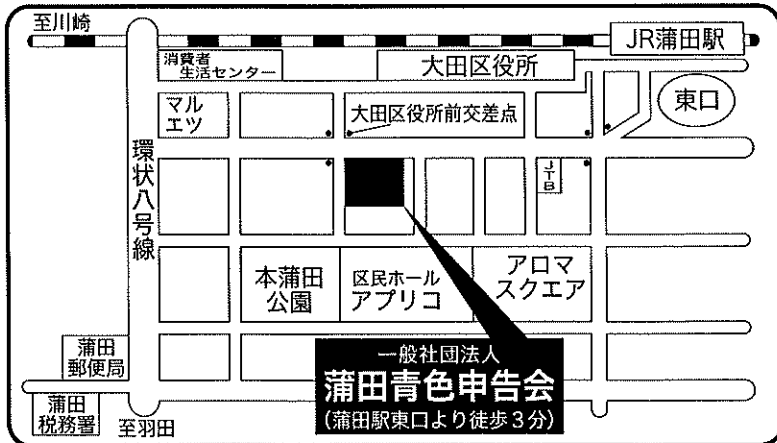 至川崎
JR蒲田駅
消費者
生活センター
大田区役所
東口
マル
エツ
大田区役所前交差点
環状八号線
JTB
本蒲田
公園
区民ホール
アプリコ
アロマ
スクエア
蒲田
郵便局
一般社団法人
蒲田青色申告会
(蒲田駅東口より徒歩3分)
蒲田
税務署
至羽田